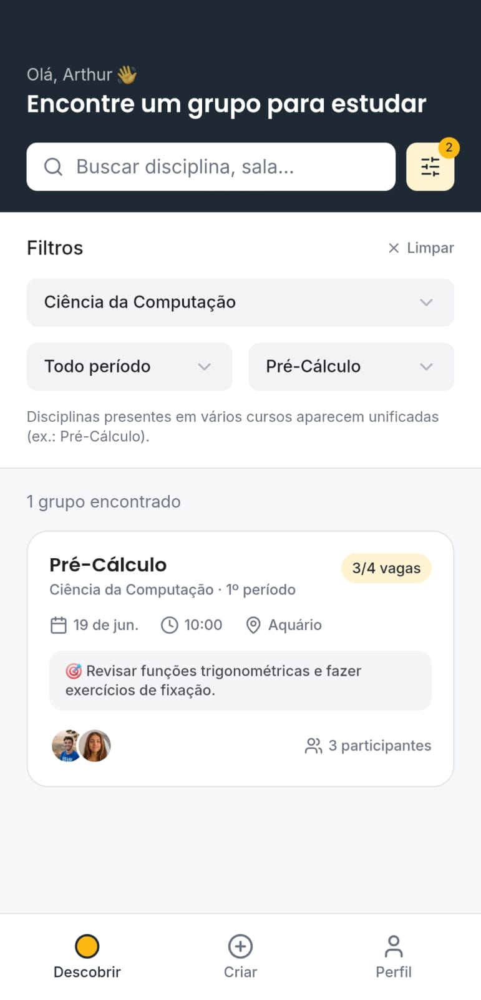 Olá, Arthur 👋
Encontre um grupo para estudar
Buscar disciplina, sala...
2
Filtros
Limpar
Ciência da Computação
Todo período
Pré-Cálculo
Disciplinas presentes em vários cursos aparecem unificadas
(ex.: Pré-Cálculo).
1 grupo encontrado
Pré-Cálculo
3/4 vagas
Ciência da Computação · 1º período
19 de jun.
10:00
Aquário
🎯 Revisar funções trigonométricas e fazer
exercícios de fixação.
3 participantes
Descobrir
Criar
Perfil